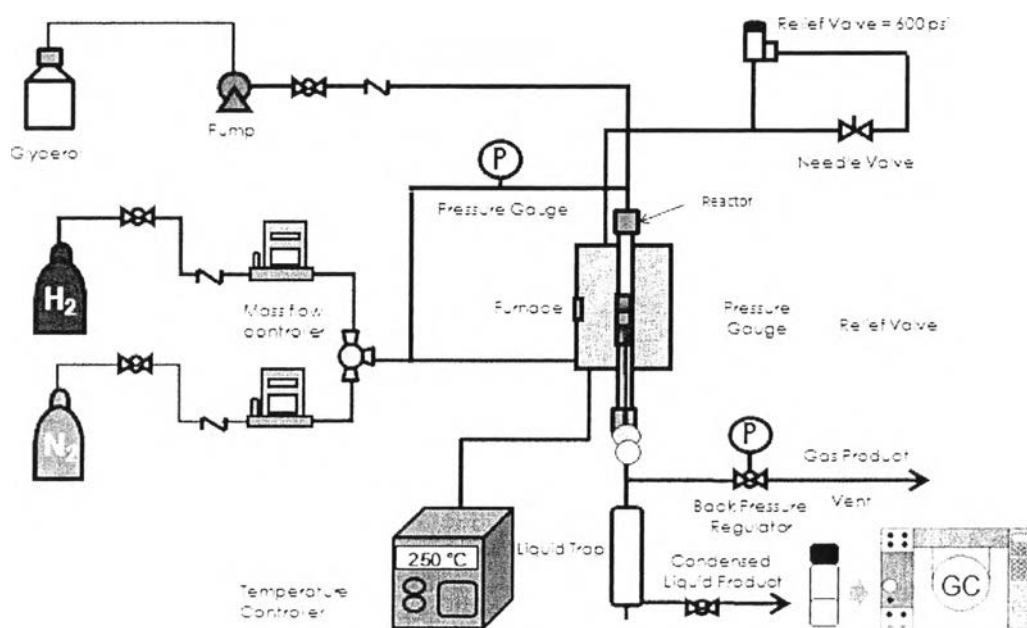 Relief Valve = 600 psi
Pump
Glycerol
Needle Valve
P
Pressure Gauge
Reactor
H2
Mass flow
controller
Furnace
Pressure
Gauge
Relief Valve
N2
P
Gas Product
Vent
Back Pressure
Regulator
250 °C
Liquid Trap
Condensed
Liquid Product
GC
Temperature
Controller